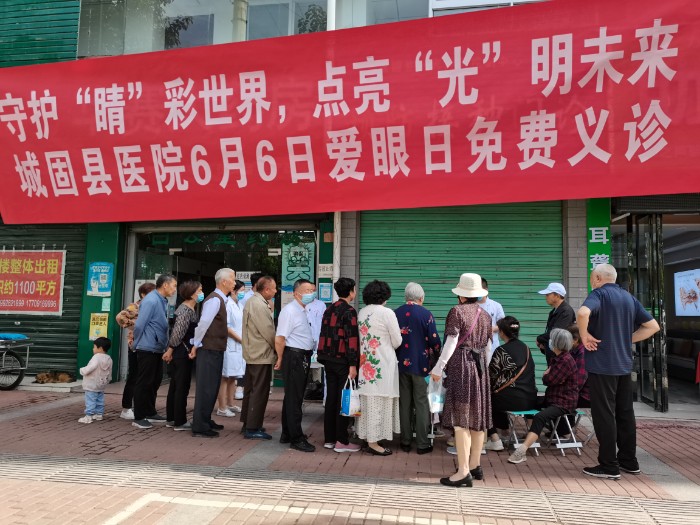 守护“睛”彩世界，点亮“光”明未来
城固县医院6月6日爱眼日免费义诊
楼整体出租
积约1100平方
耳聋